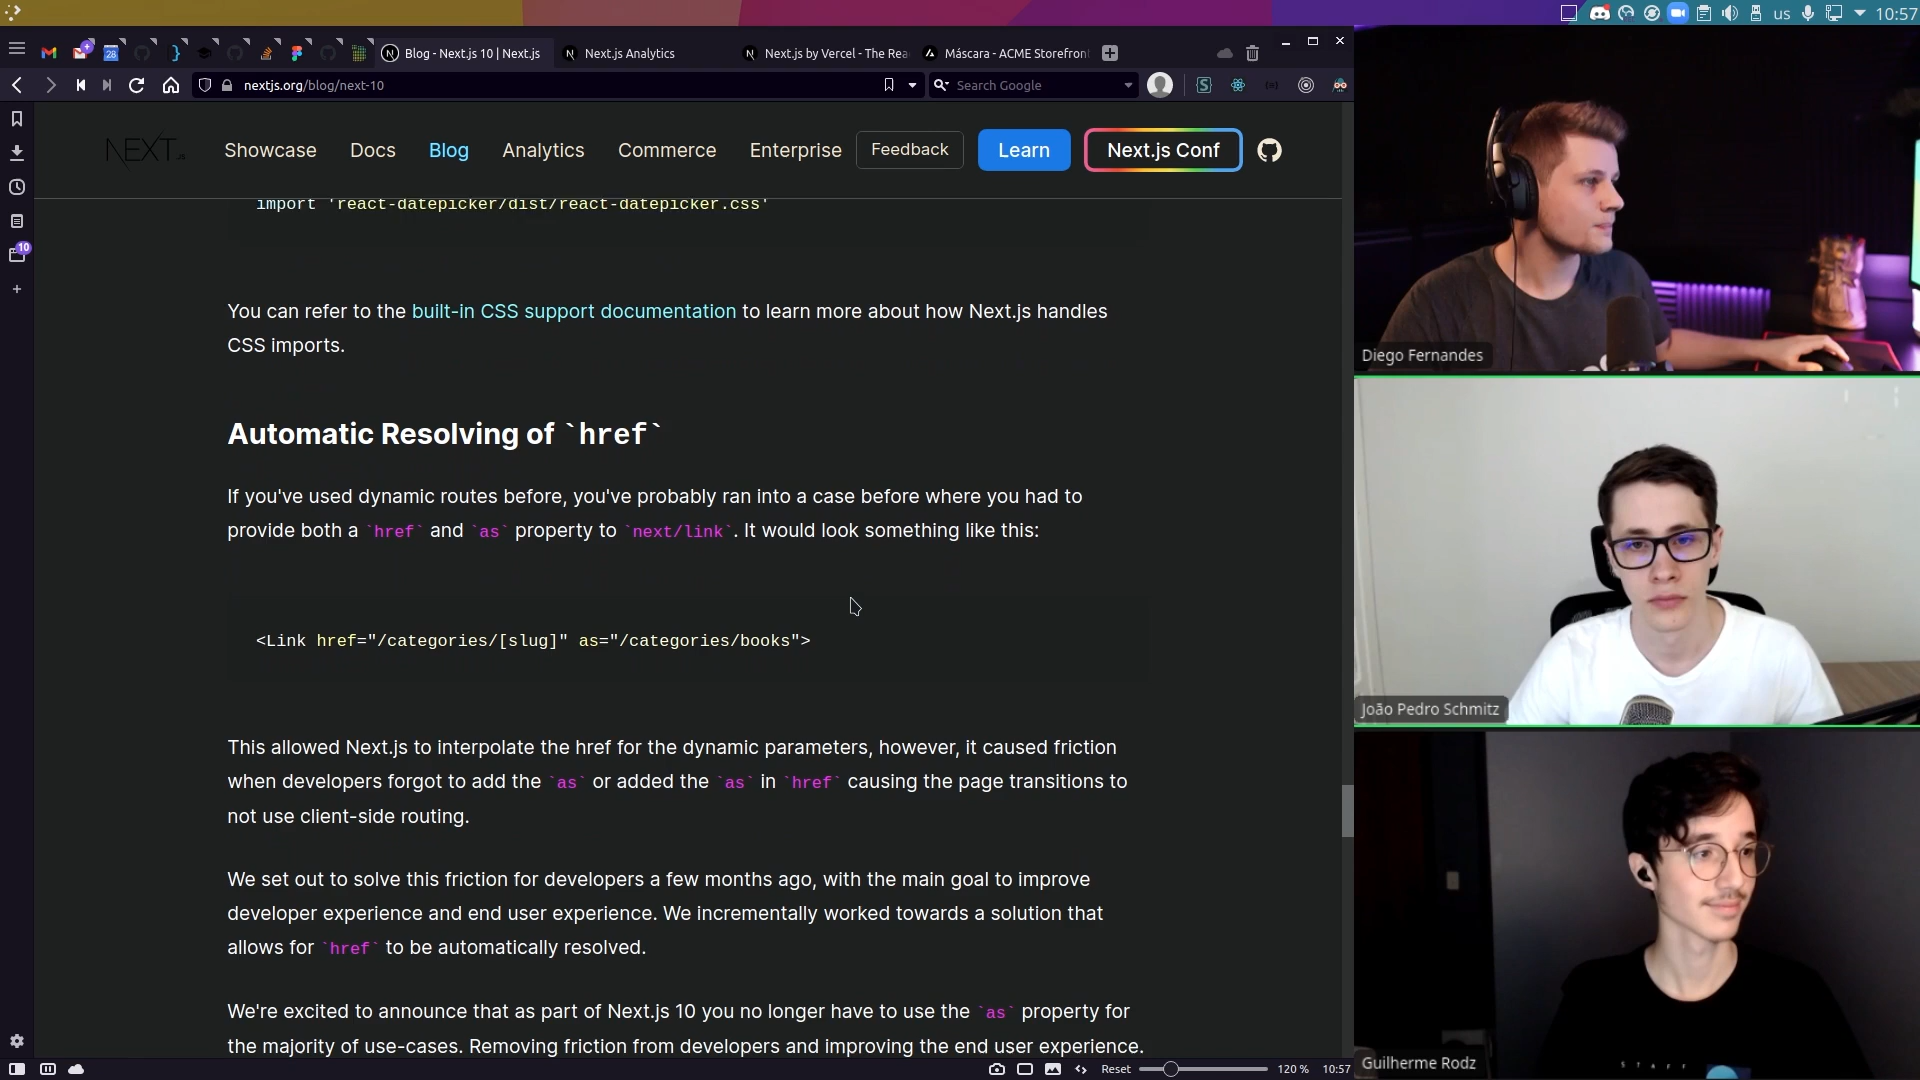 us
10:57
28
Blog - Next.js 10 | Next.js
Next.js Analytics
Next.js by Vercel - The Rea
Máscara - ACME Storefron
nextjs.org/blog/next-10
Search Google
NEXT.JS
Showcase
Docs
Blog
Analytics
Commerce
Enterprise
Feedback
Learn
Next.js Conf
10
import 'react-datepicker/dist/react-datepicker.css'
You can refer to the built-in CSS support documentation to learn more about how Next.js handles
CSS imports.
Automatic Resolving of `href`
If you've used dynamic routes before, you've probably ran into a case before where you had to
provide both a `href` and `as` property to `next/link`. It would look something like this:
<Link href="/categories/[slug]" as="/categories/books">
This allowed Next.js to interpolate the href for the dynamic parameters, however, it caused friction
when developers forgot to add the `as` or added the `as` in `href` causing the page transitions to
not use client-side routing.
We set out to solve this friction for developers a few months ago, with the main goal to improve
developer experience and end user experience. We incrementally worked towards a solution that
allows for `href` to be automatically resolved.
We're excited to announce that as part of Next.js 10 you no longer have to use the `as` property for
the majority of use-cases. Removing friction from developers and improving the end user experience.
Reset
120 %
10:57
Diego Fernandes
João Pedro Schmitz
Guilherme Rodz
STAFF